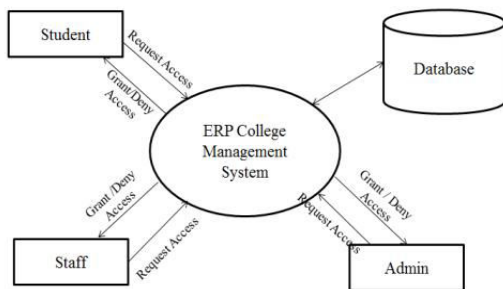 Student
Request Access
Grant/Deny
Access
Database
ERP College
Management
System
Grant /Deny
Access
Request Access
Grant / Deny
Access
Request Access
Staff
Admin